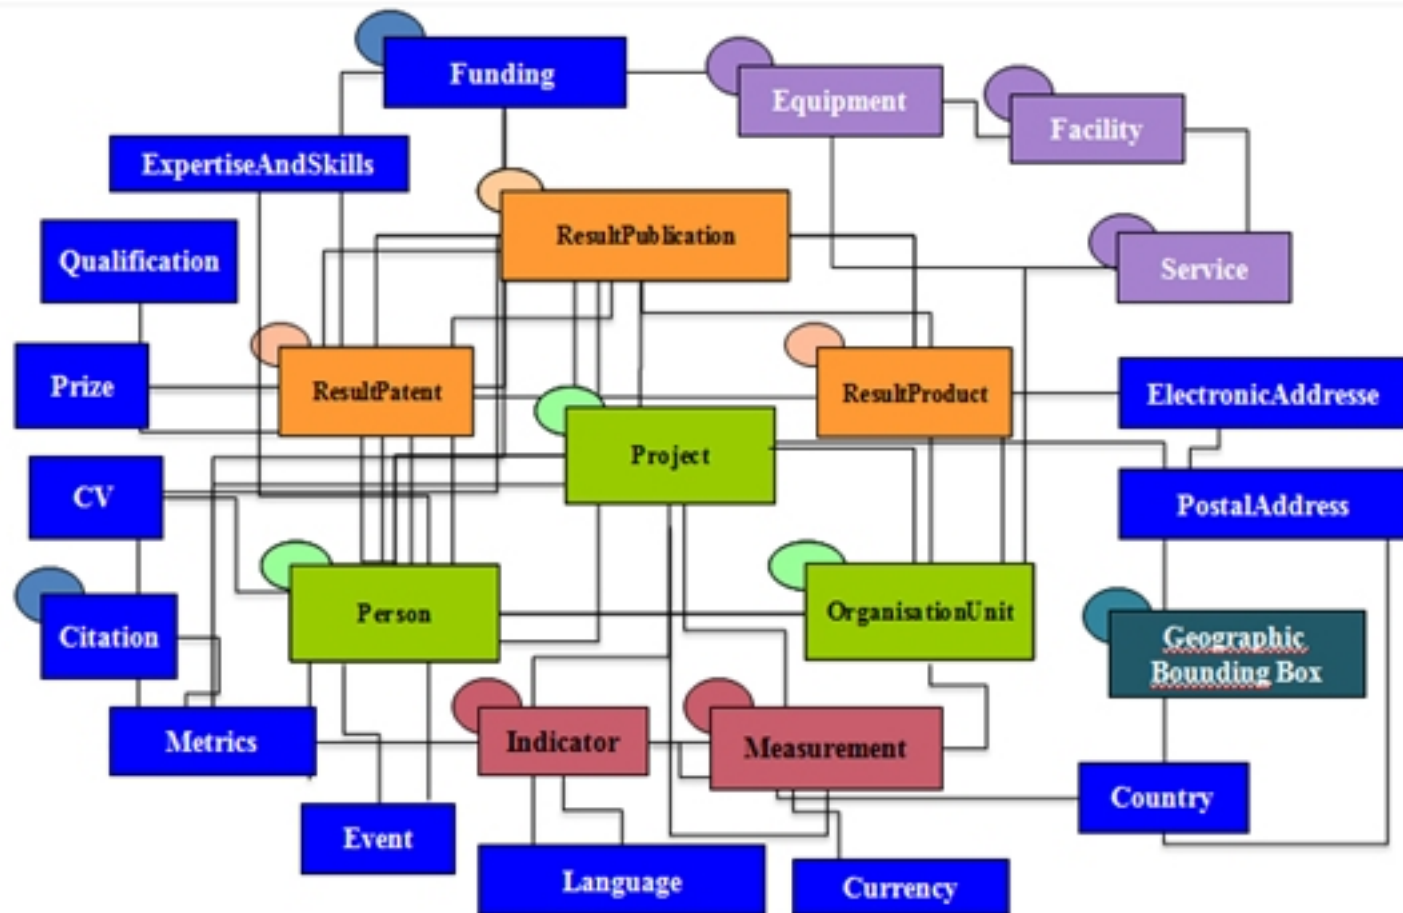 Funding
Equipment
Facility
ExpertiseAndSkills
ResultPublication
Qualification
Service
Prize
ResultPatent
ResultProduct
ElectronicAddresse
Project
CV
PostalAddress
Person
OrganisationUnit
Citation
Geographic
Bounding Box
Metrics
Indicator
Measurement
Country
Event
Language
Currency